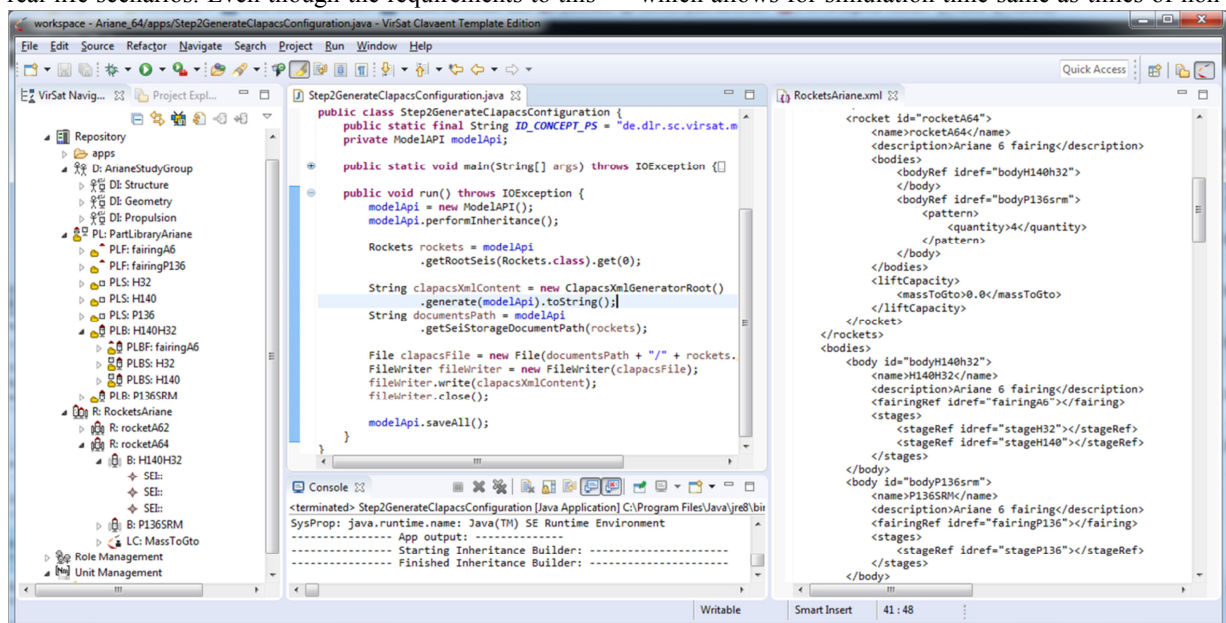 real life scenarios. Even though the requirements to this
which allows for simulation time same as times of non
workspace - Ariane_64/apps/Step2GenerateClapacsConfiguration.java - VirSat Clavaent Template Edition
File Edit Source Refactor Navigate Search Project Run Window Help
Quick Access
VirSat Navig...
Project Expl...
Repository
apps
D: ArianeStudyGroup
DI: Structure
DI: Geometry
DI: Propulsion
PL: PartLibraryAriane
PLF: fairingA6
PLF: fairingP136
PLS: H32
PLS: H140
PLS: P136
PLB: H140H32
PLBF: fairingA6
PLBS: H32
PLBS: H140
PLB: P136SRM
R: RocketsAriane
R: rocketA62
R: rocketA64
B: H140H32
SEI::
SEI::
SEI::
B: P136SRM
LC: MassToGto
Role Management
Unit Management
Step2GenerateClapacsConfiguration.java
public class Step2GenerateClapacsConfiguration {
public static final String ID_CONCEPT_PS = "de.dlr.sc.virsat.m
private ModelAPI modelApi;
public static void main(String[] args) throws IOException {
public void run() throws IOException {
modelApi = new ModelAPI();
modelApi.performInheritance();
Rockets rockets = modelApi
.getRootSeis(Rockets.class).get(0);
String clapacsXmlContent = new ClapacsXmlGeneratorRoot()
.generate(modelApi).toString();
String documentsPath = modelApi
.getSeiStorageDocumentPath(rockets);
File clapacsFile = new File(documentsPath + "/" + rockets.
FileWriter fileWriter = new FileWriter(clapacsFile);
fileWriter.write(clapacsXmlContent);
fileWriter.close();
modelApi.saveAll();
}
}
Console
<terminated> Step2GenerateClapacsConfiguration [Java Application] C:\Program Files\Java\jre8\bin
SysProp: java.runtime.name: Java(TM) SE Runtime Environment
---------------- App output: --------------
---------------- Starting Inheritance Builder: ----------------------
---------------- Finished Inheritance Builder: ----------------------
RocketsAriane.xml
<rocket id="rocketA64">
<name>rocketA64</name>
<description>Ariane 6 fairing</description>
<bodies>
<bodyRef idref="bodyH140h32">
</body>
<bodyRef idref="bodyP136srm">
<pattern>
<quantity>4</quantity>
</pattern>
</body>
</bodies>
<liftCapacity>
<massToGto>0.0</massToGto>
</liftCapacity>
</rocket>
</rockets>
<bodies>
<body id="bodyH140h32">
<name>H140H32</name>
<description>Ariane 6 fairing</description>
<fairingRef idref="fairingA6"></fairing>
<stages>
<stageRef idref="stageH32"></stageRef>
<stageRef idref="stageH140"></stageRef>
</stages>
</body>
<body id="bodyP136srm">
<name>P136SRM</name>
<description>Ariane 6 fairing</description>
<fairingRef idref="fairingP136"></fairing>
<stages>
<stageRef idref="stageP136"></stageRef>
</stages>
</body>
Writable
Smart Insert
41 : 48